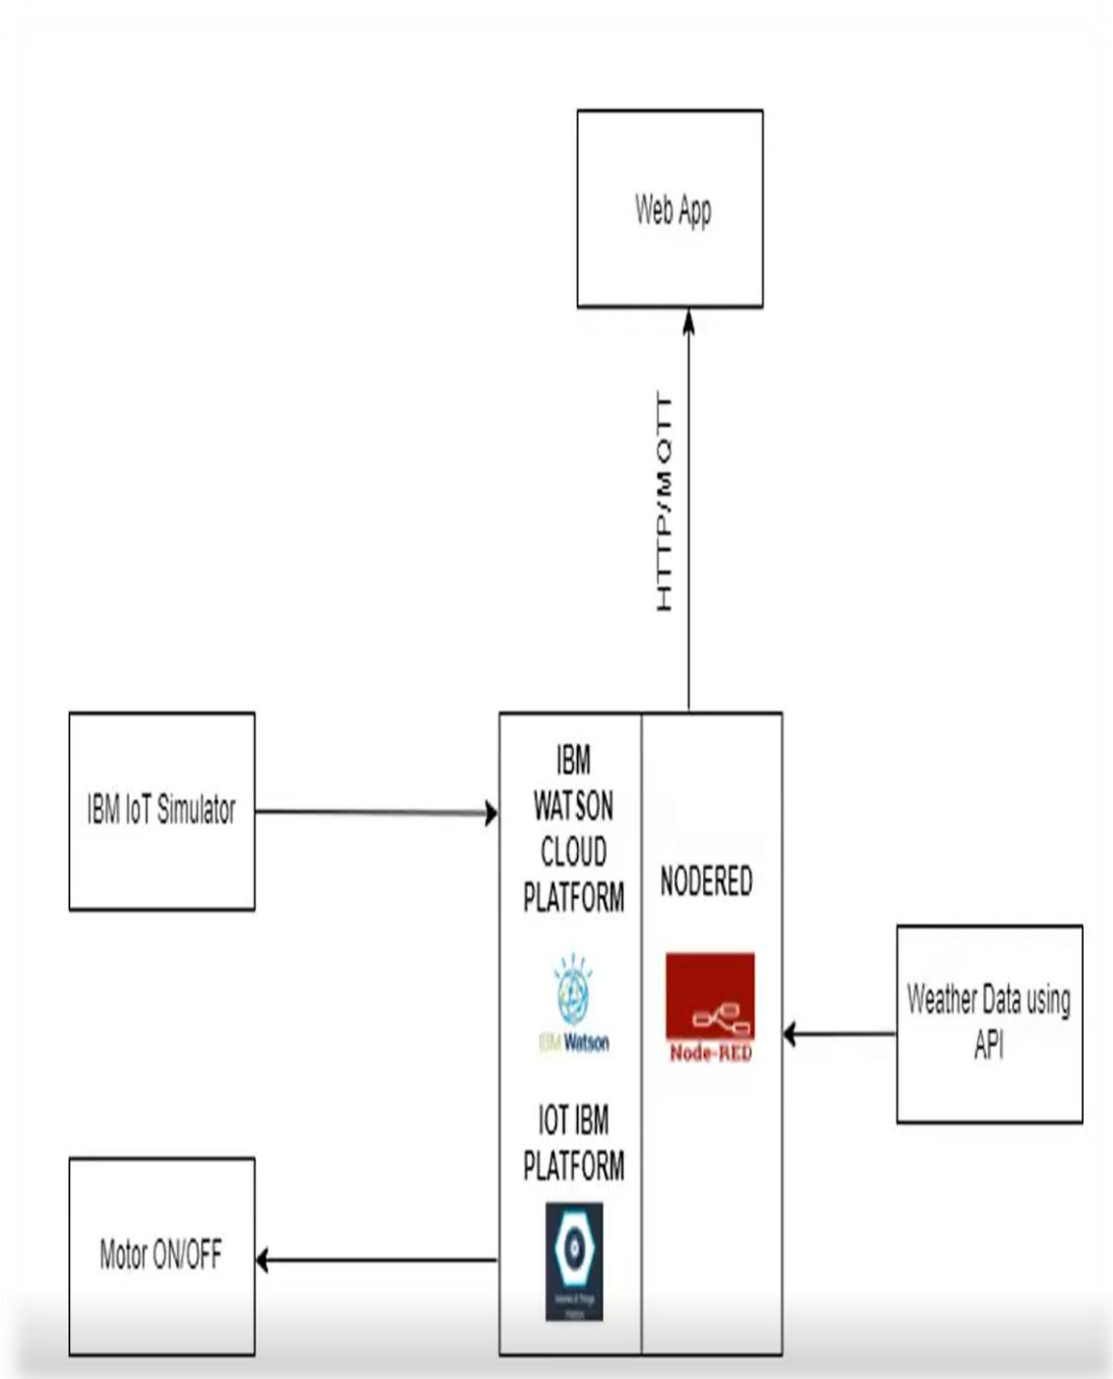 Web App
HTTP/MQTT
IBM IoT Simulator
IBM
WATSON
CLOUD
PLATFORM
IBM Watson
IOT IBM
PLATFORM
NODERED
Node-RED
Weather Data using
API
Motor ON/OFF